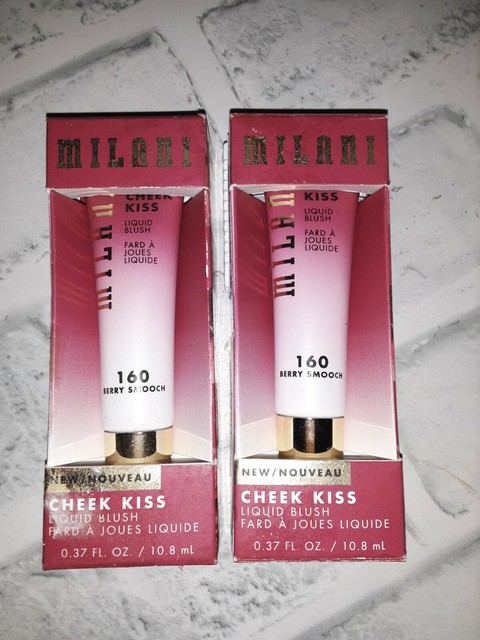 MILANI
CHEEK
KISS
LIQUID
BLUSH
FARD À
JOUES
LIQUIDE
MILAN
160
BERRY SMOOCH
NEW/NOUVEAU
CHEEK KISS
LIQUID BLUSH
FARD À JOUES LIQUIDE
0.37 FL. OZ. / 10.8 mL
MILANI
KISS
LIQUID
BLUSH
FARD À
JOUES
LIQUIDE
MILAN
160
BERRY SMOOCH
NEW/NOUVEAU
CHEEK KISS
LIQUID BLUSH
FARD À JOUES LIQUIDE
0.37 FL. OZ. / 10.8 mL